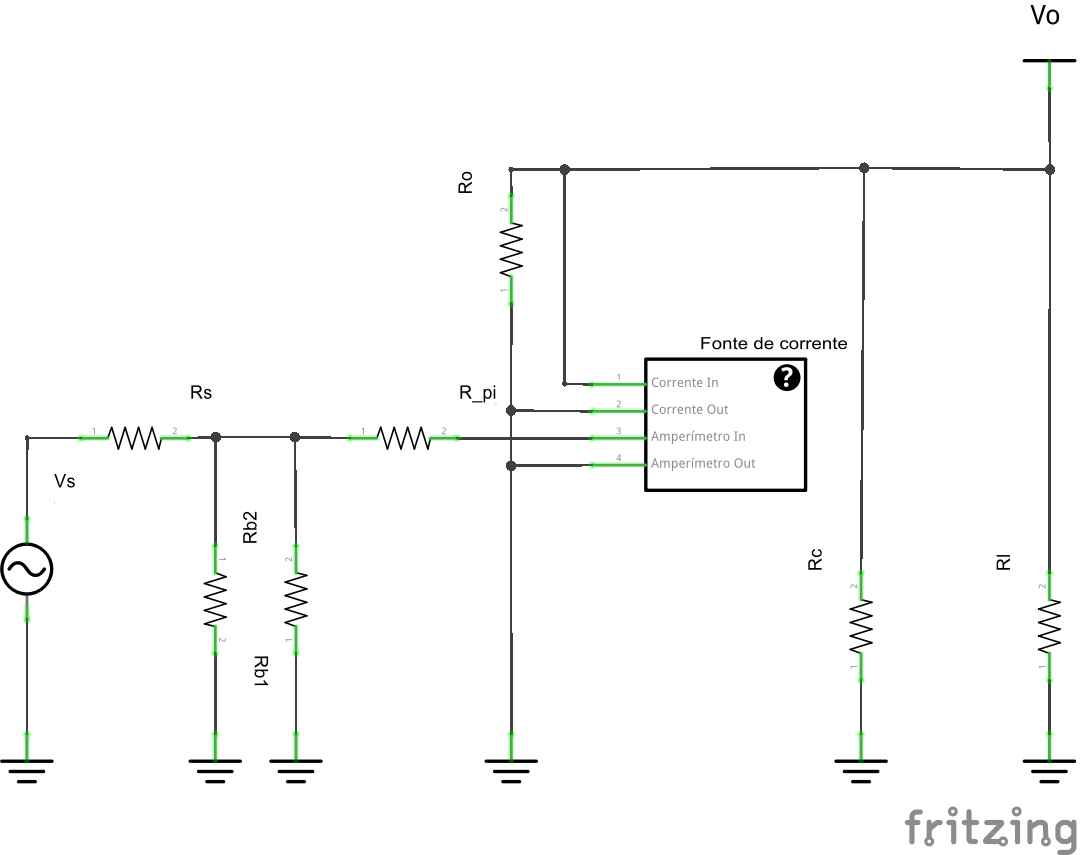 Vo
Ro
2
1
Fonte de corrente
?
1 Corrente In
2 Corrente Out
3 Amperímetro In
4 Amperímetro Out
Rs
1 2
R_pi
1 2
Vs
Rb2
1
2
Rb1
2
1
Rc
2
1
Rl
2
1
fritzing